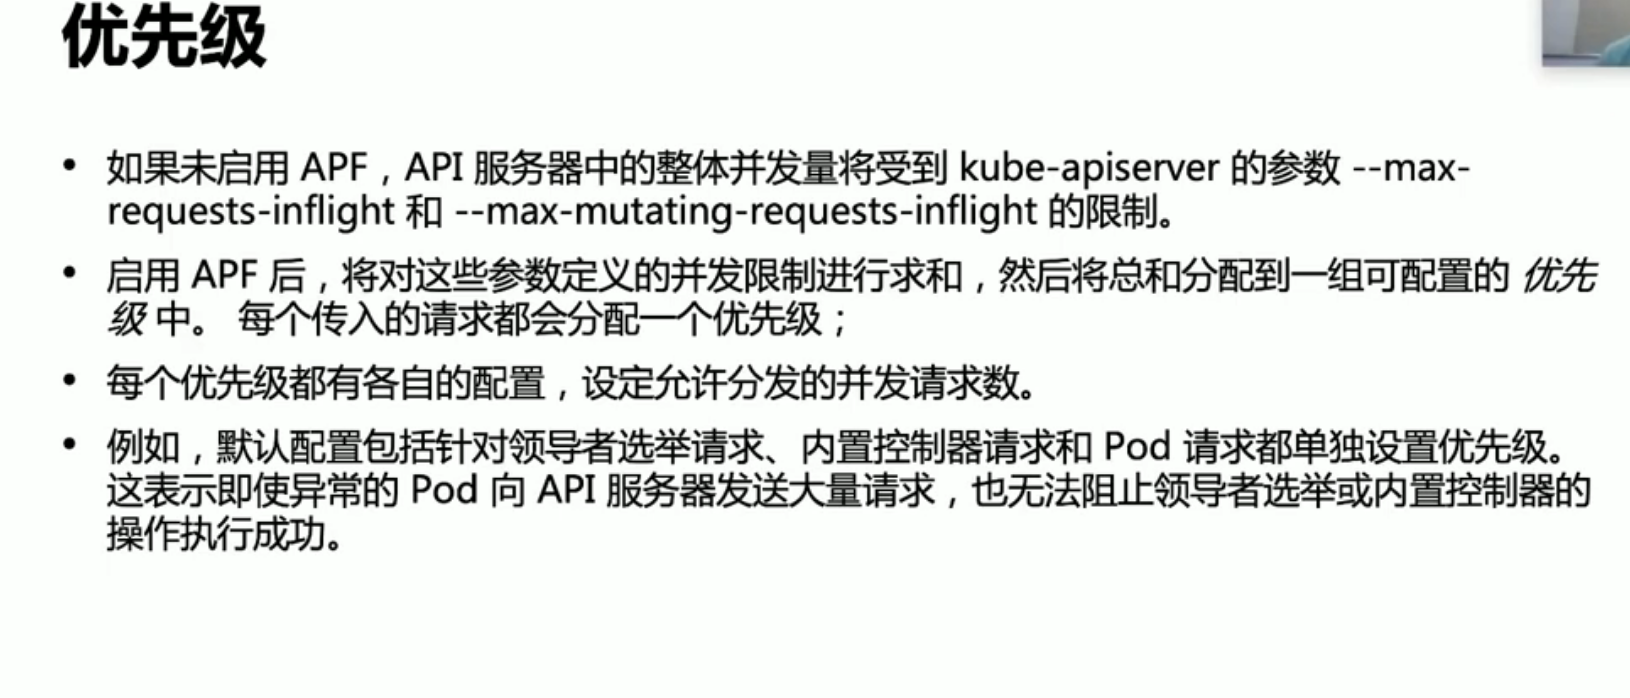 优先级
• 如果未启用 APF，API 服务器中的整体并发量将受到 kube-apiserver 的参数 --max-
requests-inflight 和 --max-mutating-requests-inflight 的限制。
• 启用 APF 后，将对这些参数定义的并发限制进行求和，然后将总和分配到一组可配置的 优先
级 中。 每个传入的请求都会分配一个优先级；
• 每个优先级都有各自的配置，设定允许分发的并发请求数。
• 例如，默认配置包括针对领导者选举请求、内置控制器请求和 Pod 请求都单独设置优先级。
这表示即使异常的 Pod 向 API 服务器发送大量请求，也无法阻止领导者选举或内置控制器的
操作执行成功。